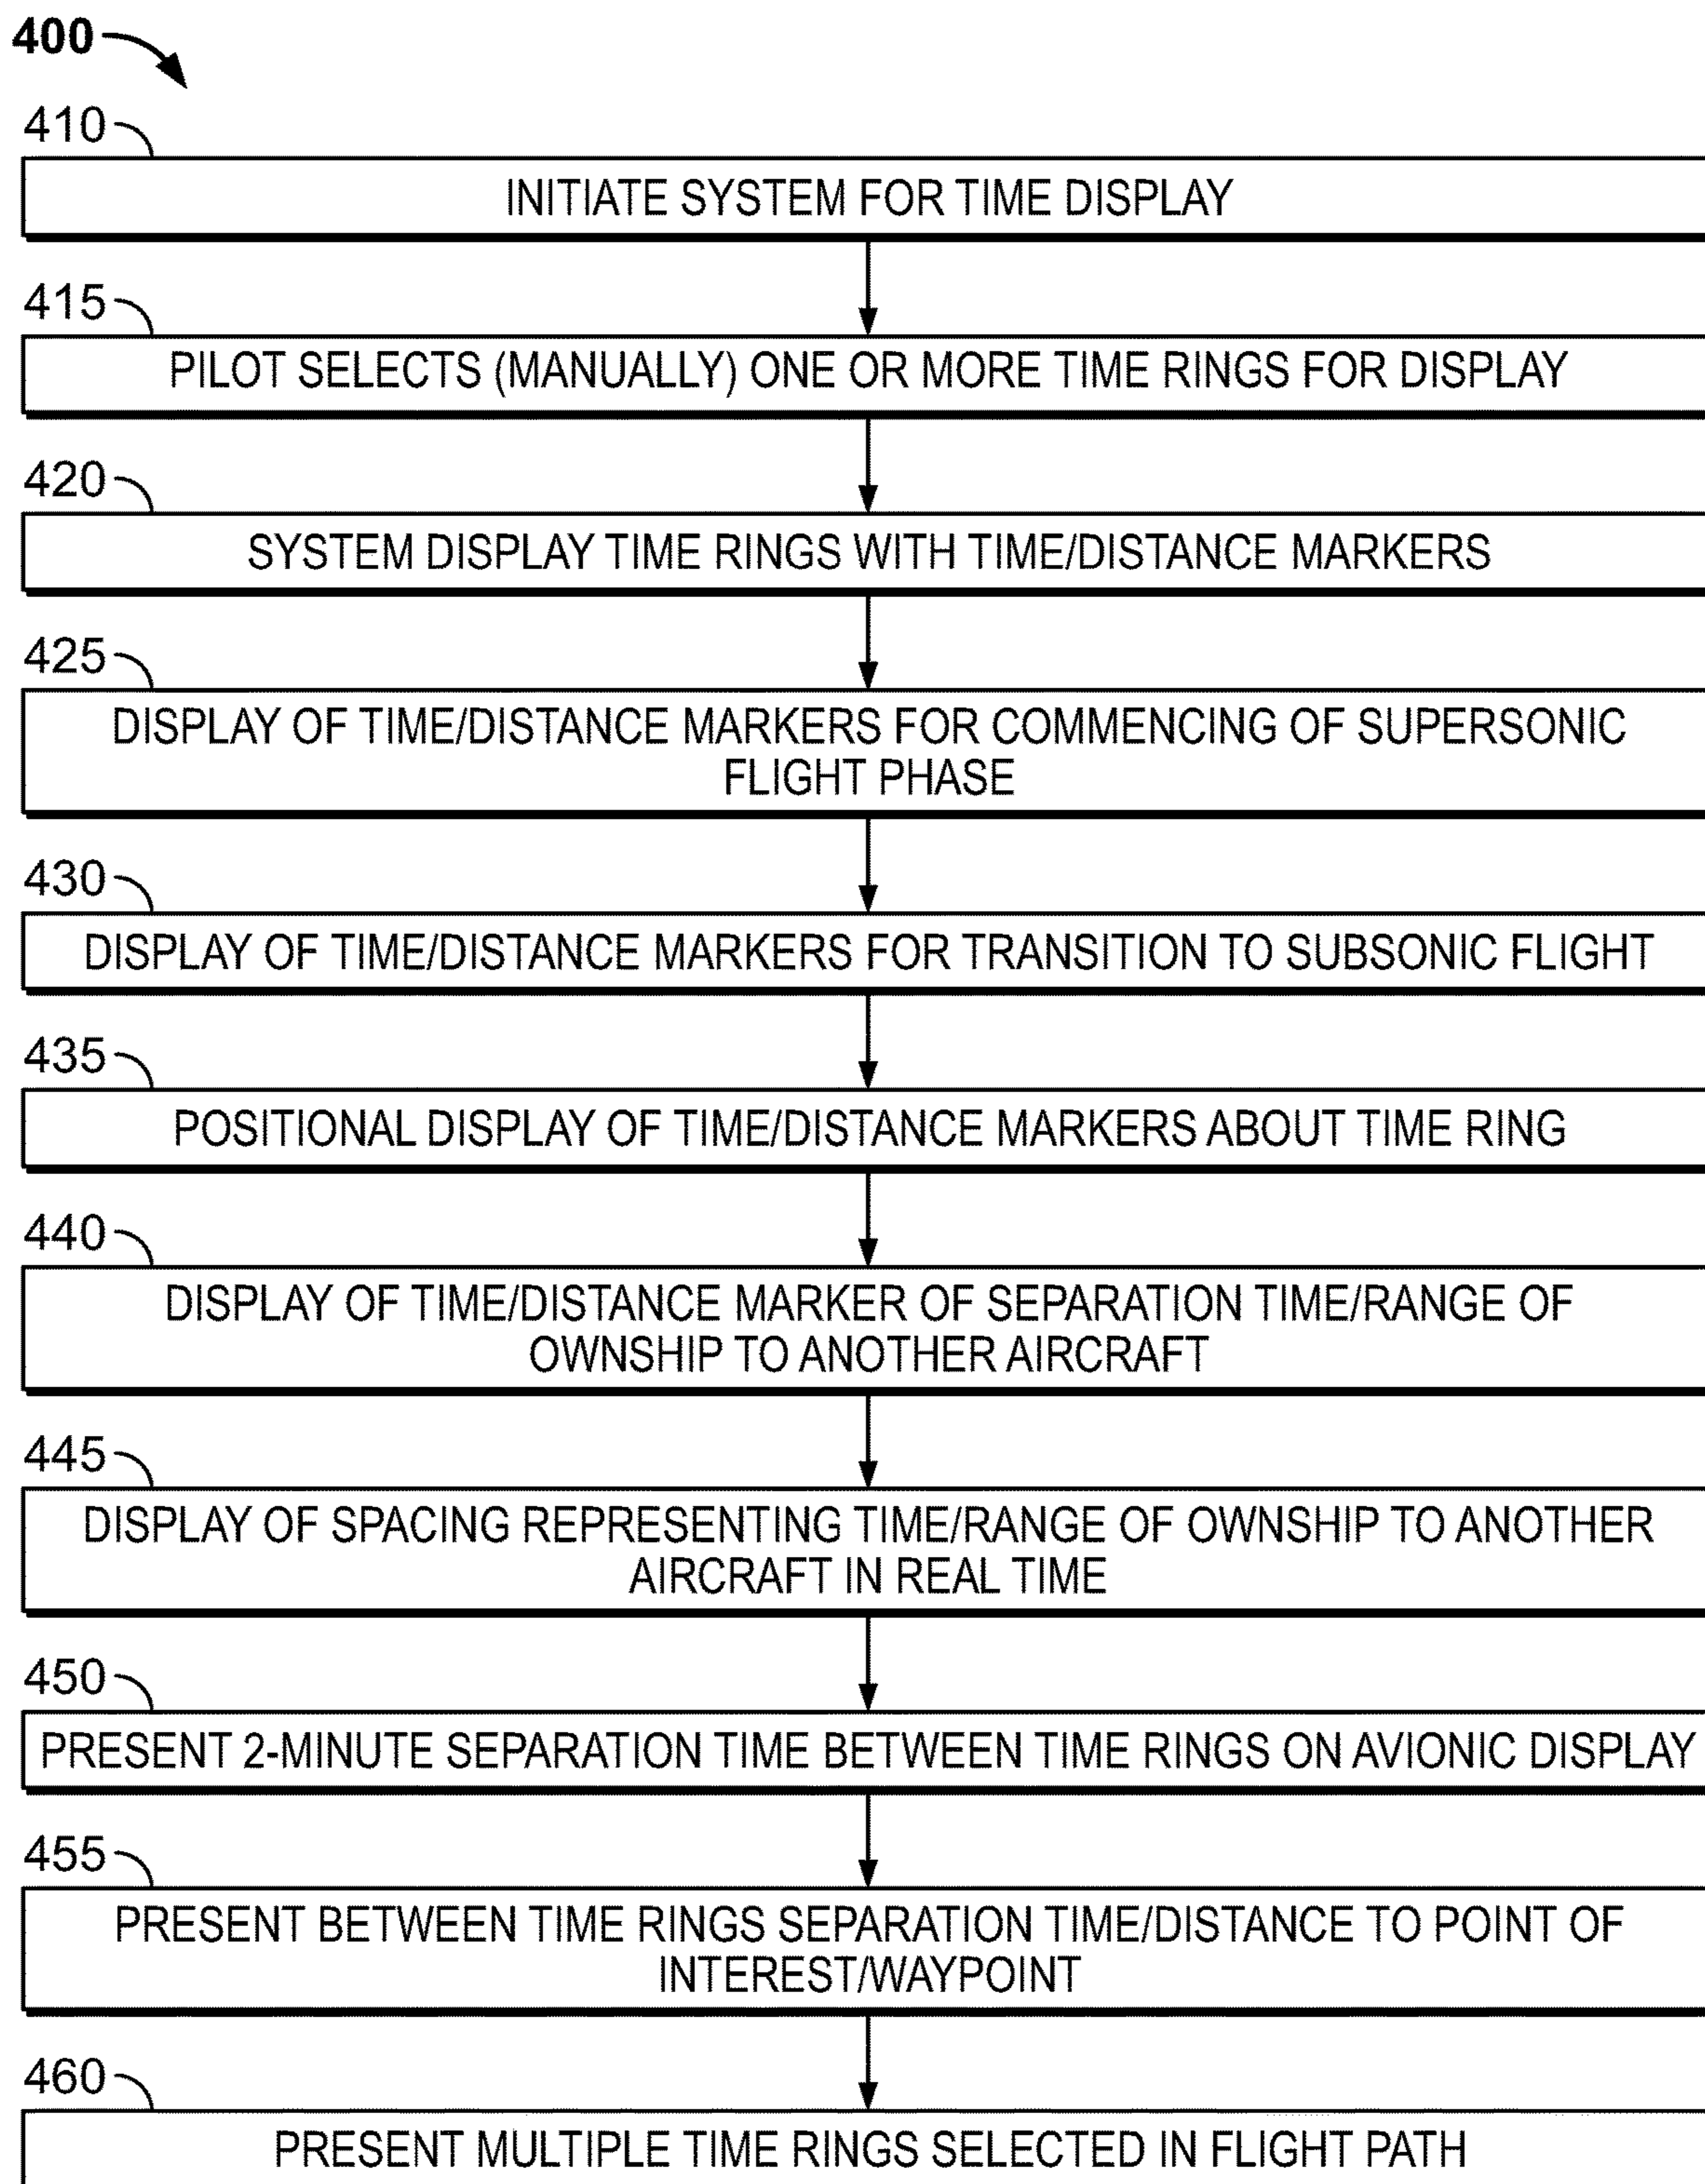 400
410
INITIATE SYSTEM FOR TIME DISPLAY
415
PILOT SELECTS (MANUALLY) ONE OR MORE TIME RINGS FOR DISPLAY
420
SYSTEM DISPLAY TIME RINGS WITH TIME/DISTANCE MARKERS
425
DISPLAY OF TIME/DISTANCE MARKERS FOR COMMENCING OF SUPERSONIC
FLIGHT PHASE
430
DISPLAY OF TIME/DISTANCE MARKERS FOR TRANSITION TO SUBSONIC FLIGHT
435
POSITIONAL DISPLAY OF TIME/DISTANCE MARKERS ABOUT TIME RING
440
DISPLAY OF TIME/DISTANCE MARKER OF SEPARATION TIME/RANGE OF
OWNSHIP TO ANOTHER AIRCRAFT
445
DISPLAY OF SPACING REPRESENTING TIME/RANGE OF OWNSHIP TO ANOTHER
AIRCRAFT IN REAL TIME
450
PRESENT 2-MINUTE SEPARATION TIME BETWEEN TIME RINGS ON AVIONIC DISPLAY
455
PRESENT BETWEEN TIME RINGS SEPARATION TIME/DISTANCE TO POINT OF
INTEREST/WAYPOINT
460
PRESENT MULTIPLE TIME RINGS SELECTED IN FLIGHT PATH